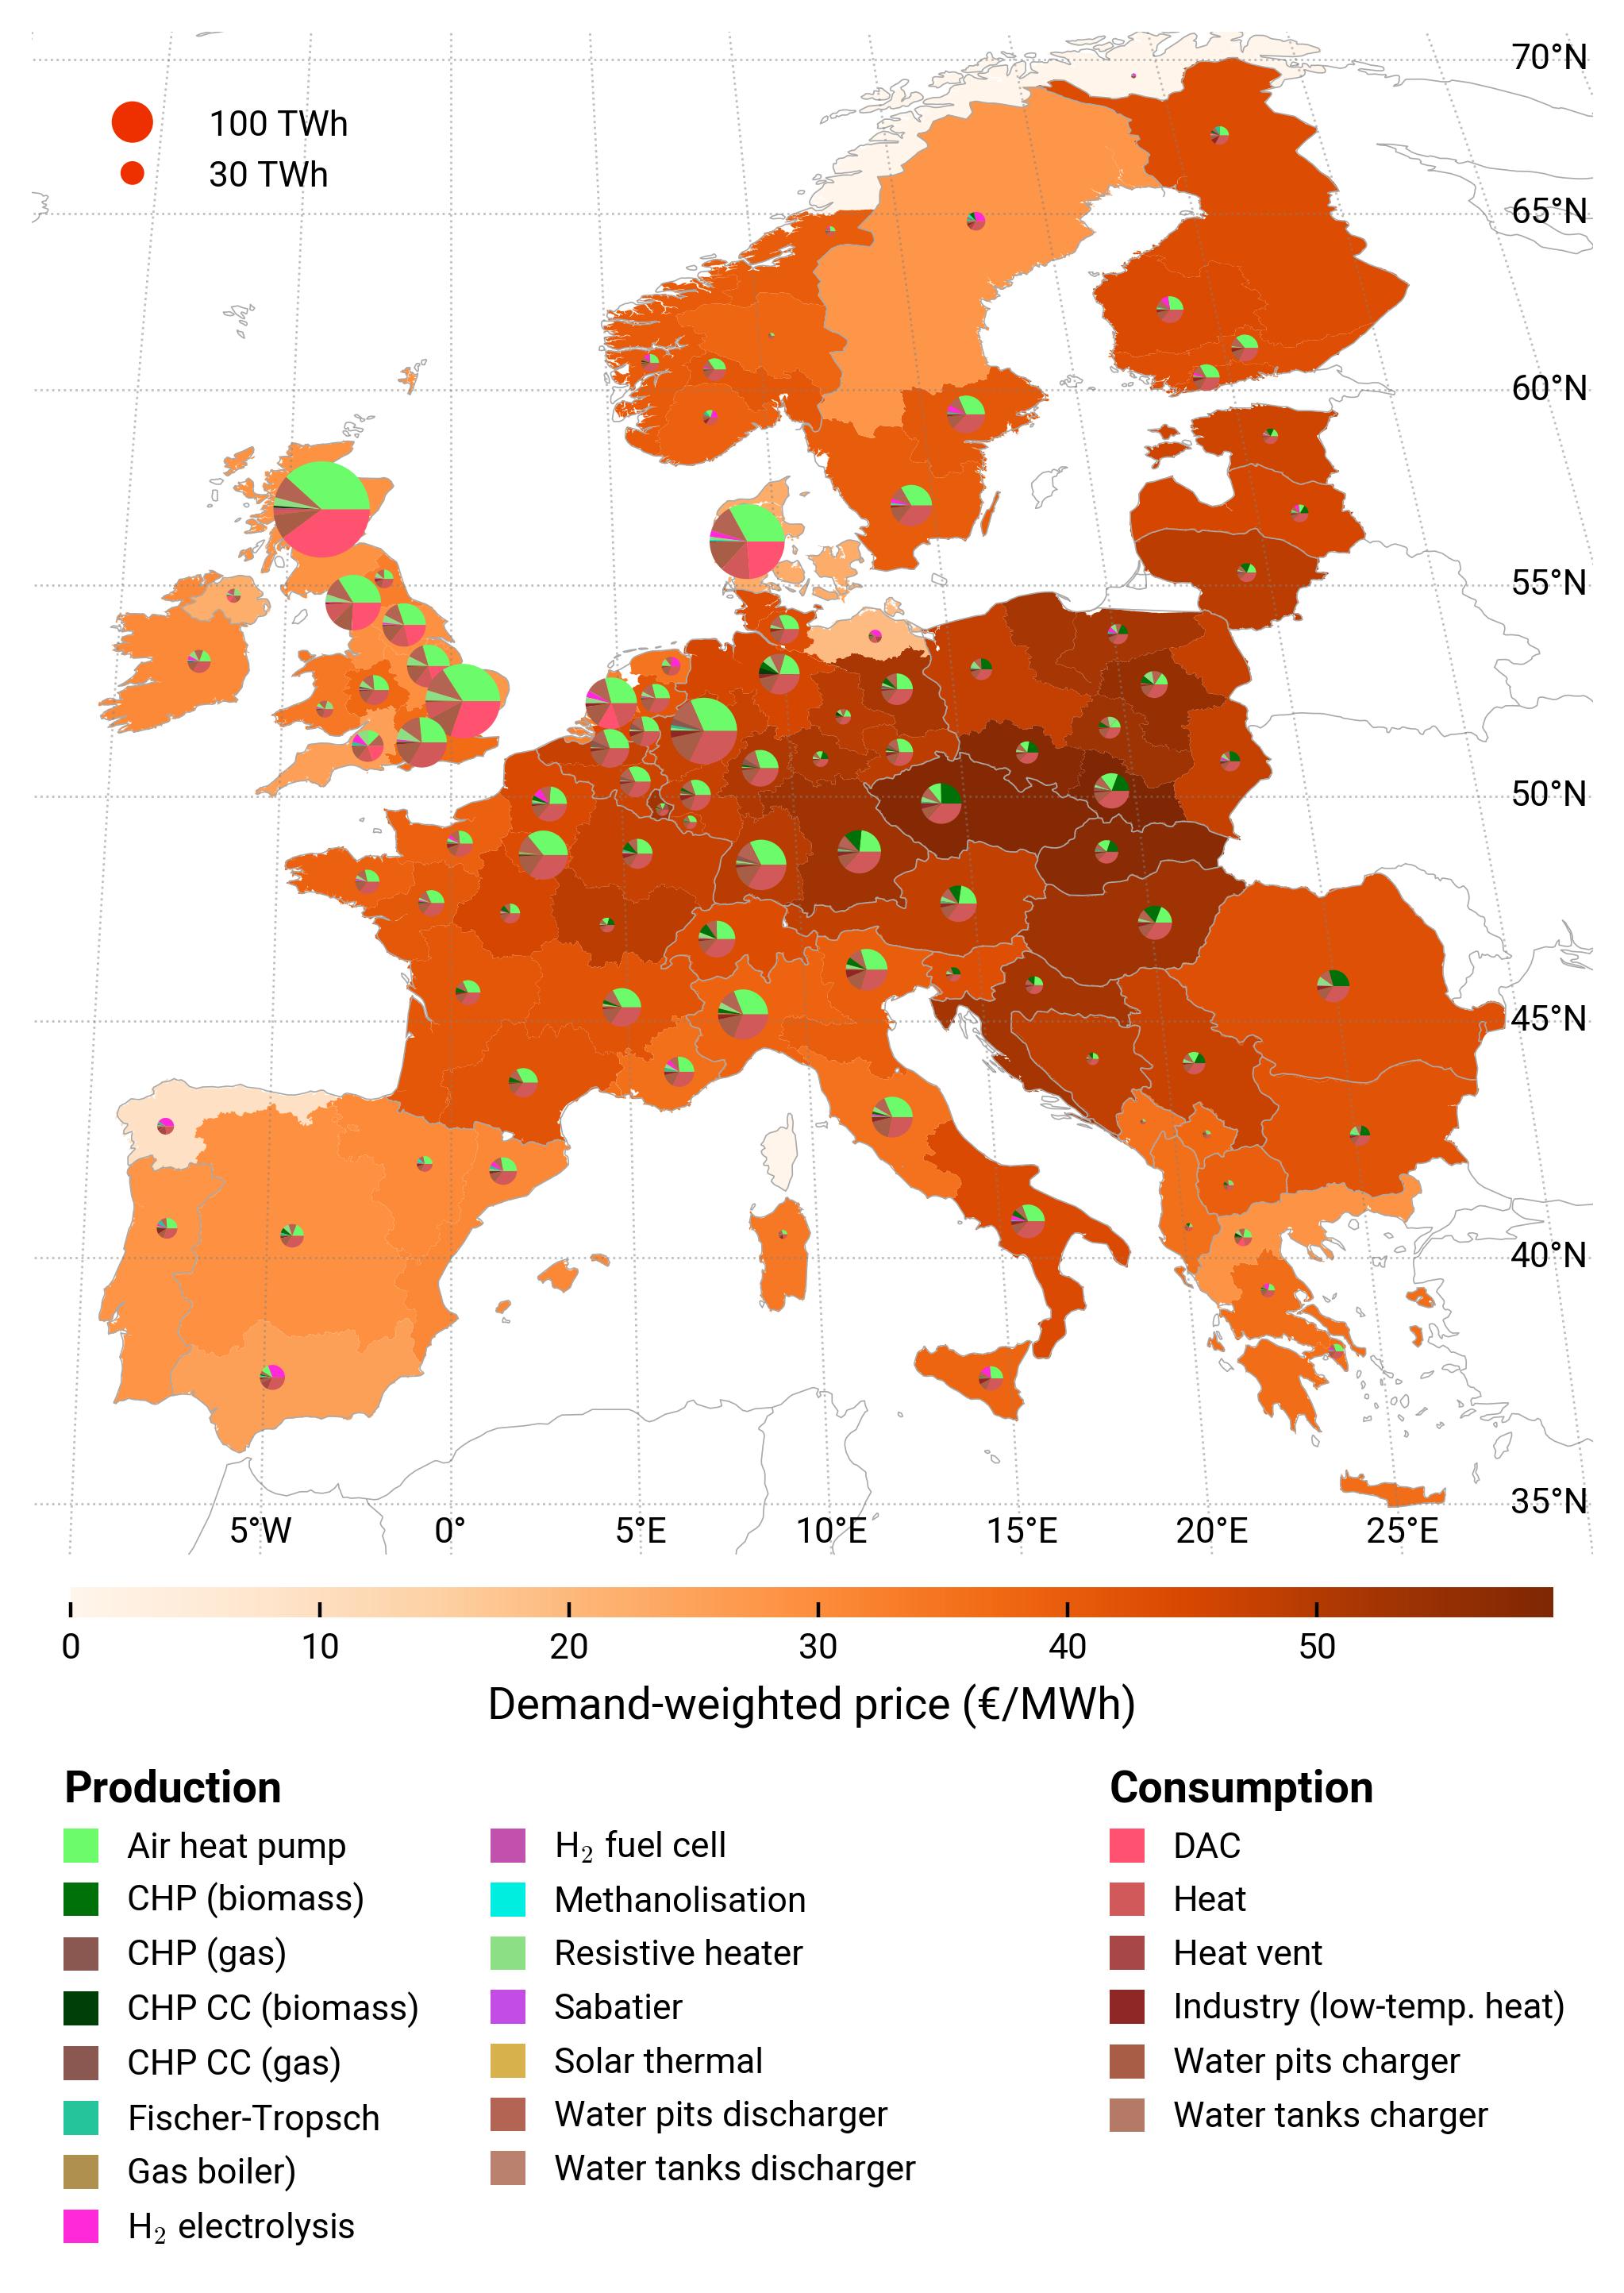 70°N
100 TWh
30 TWh
65°N
60°N
55°N
50°N
45°N
40°N
35°N
5°W 0° 5°E 10°E 15°E 20°E 25°E
0 10 20 30 40 50
Demand-weighted price (€/MWh)
Production
Air heat pump
CHP (biomass)
CHP (gas)
CHP CC (biomass)
CHP CC (gas)
Fischer-Tropsch
Gas boiler)
H₂ electrolysis
H₂ fuel cell
Methanolisation
Resistive heater
Sabatier
Solar thermal
Water pits discharger
Water tanks discharger
Consumption
DAC
Heat
Heat vent
Industry (low-temp. heat)
Water pits charger
Water tanks charger